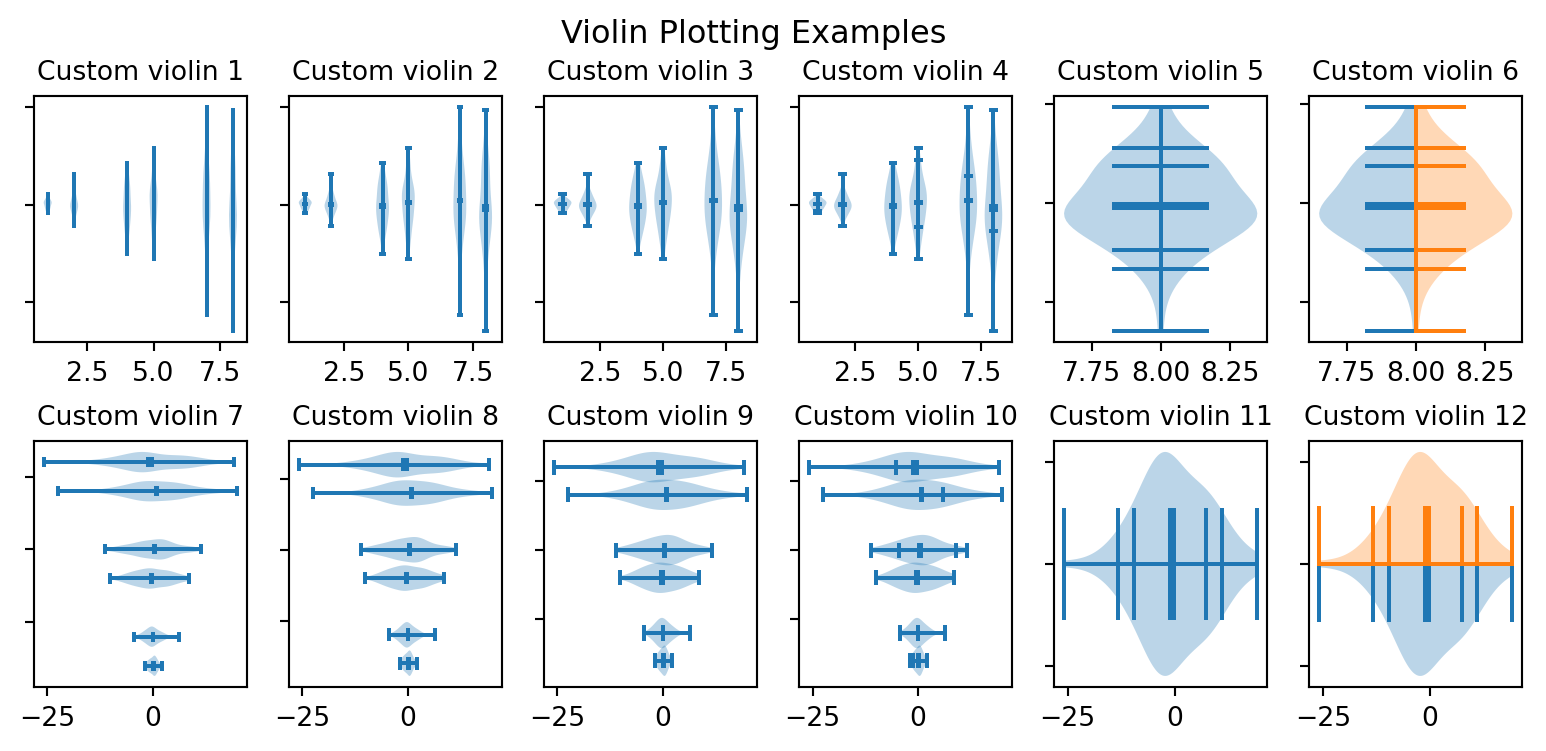 Violin Plotting Examples
Custom violin 1 Custom violin 2 Custom violin 3 Custom violin 4 Custom violin 5 Custom violin 6
2.5 5.0 7.5 2.5 5.0 7.5 2.5 5.0 7.5 2.5 5.0 7.5 7.75 8.00 8.25 7.75 8.00 8.25
Custom violin 7 Custom violin 8 Custom violin 9 Custom violin 10 Custom violin 11 Custom violin 12
−25 0 −25 0 −25 0 −25 0 −25 0 −25 0